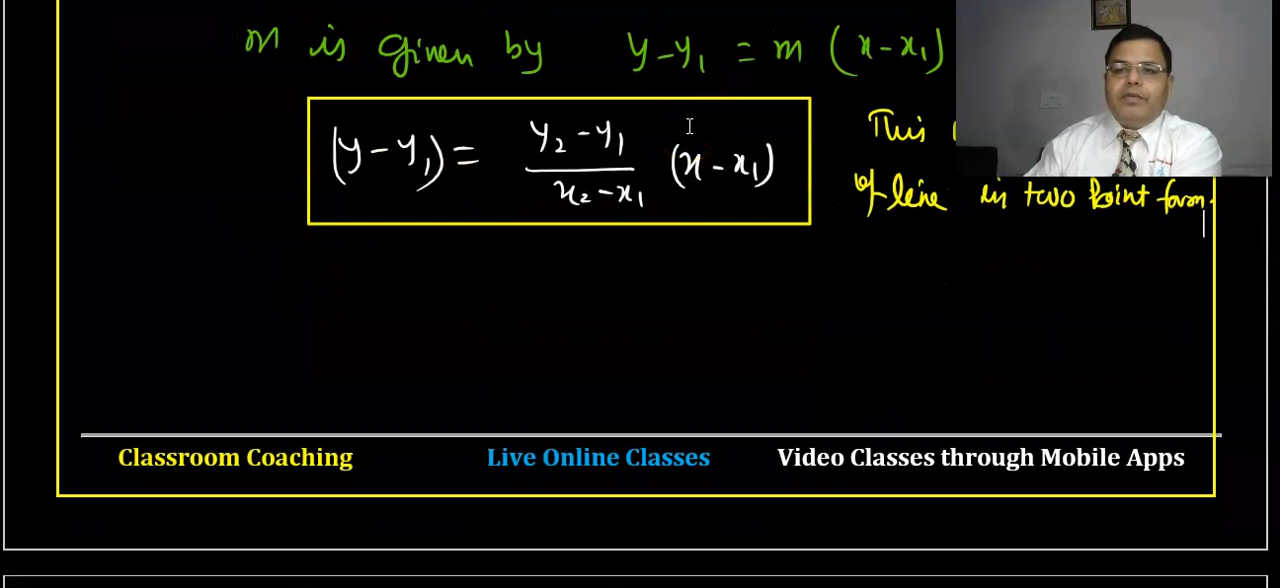 m is given by y-y₁ = m (x-x₁)
(y-y₁) = \frac{y₂-y₁}{x₂-x₁} (x-x₁)
This
of line in two point form.
Classroom Coaching Live Online Classes Video Classes through Mobile Apps